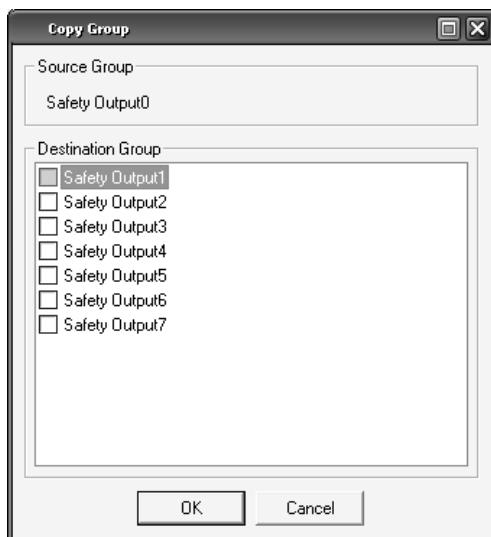 Copy Group
Source Group
Safety Output0
Destination Group
Safety Output1
Safety Output2
Safety Output3
Safety Output4
Safety Output5
Safety Output6
Safety Output7
OK
Cancel